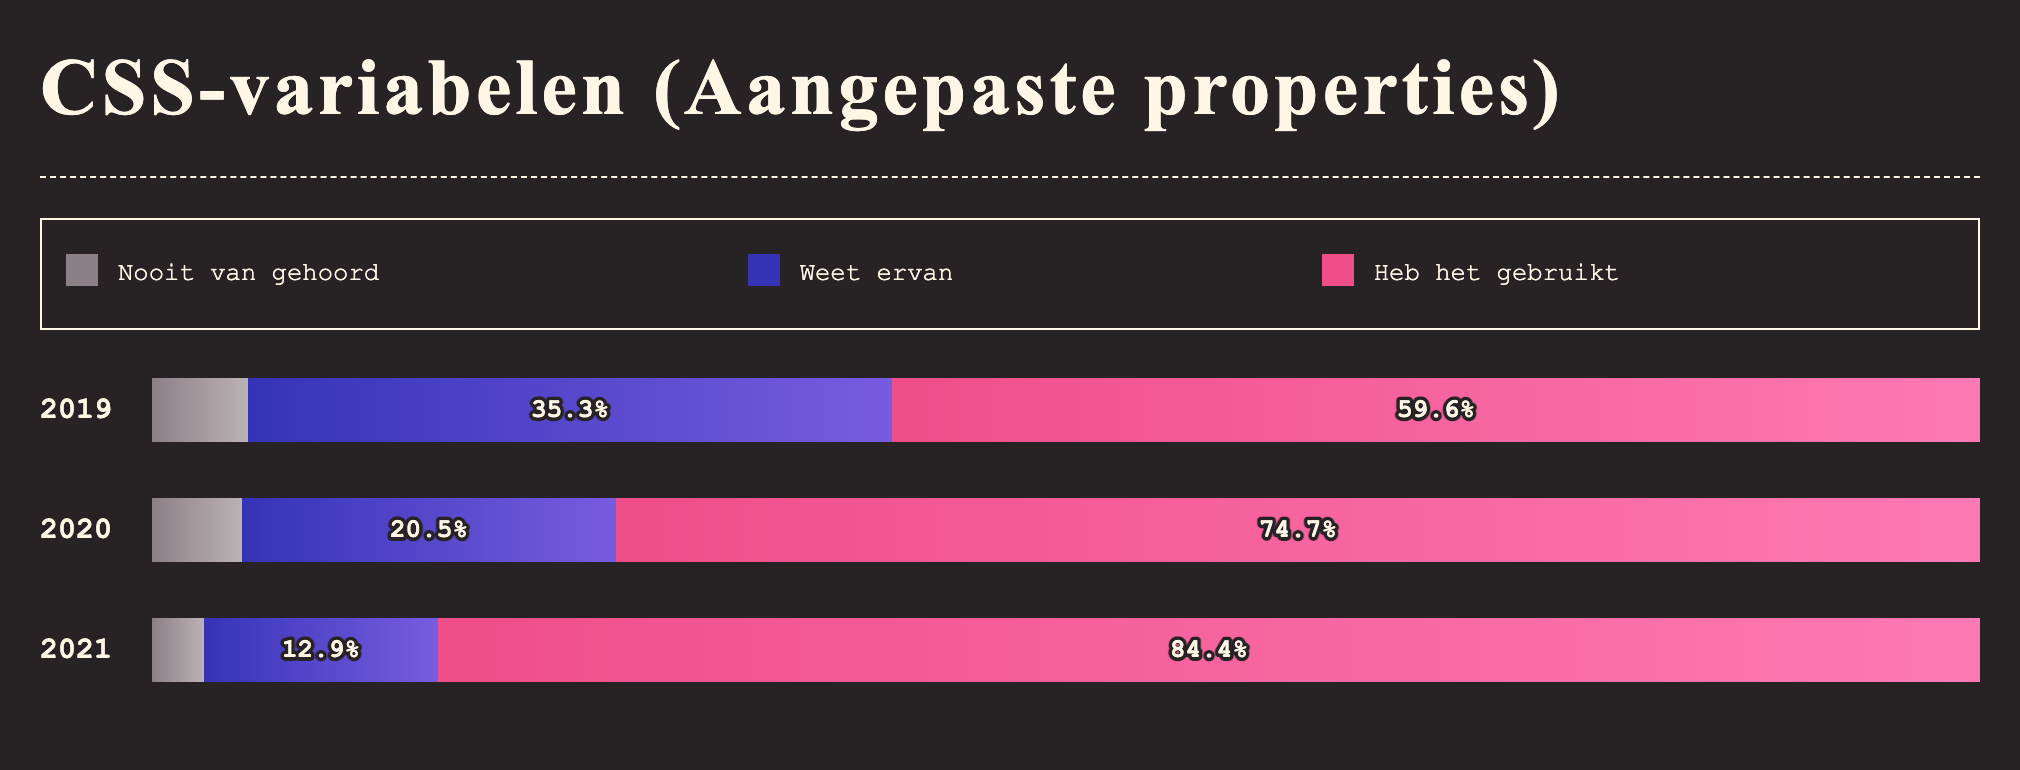 CSS-variabelen (Aangepaste properties)
Nooit van gehoord
Weet ervan
Heb het gebruikt
2019 35.3% 59.6%
2020 20.5% 74.7%
2021 12.9% 84.4%